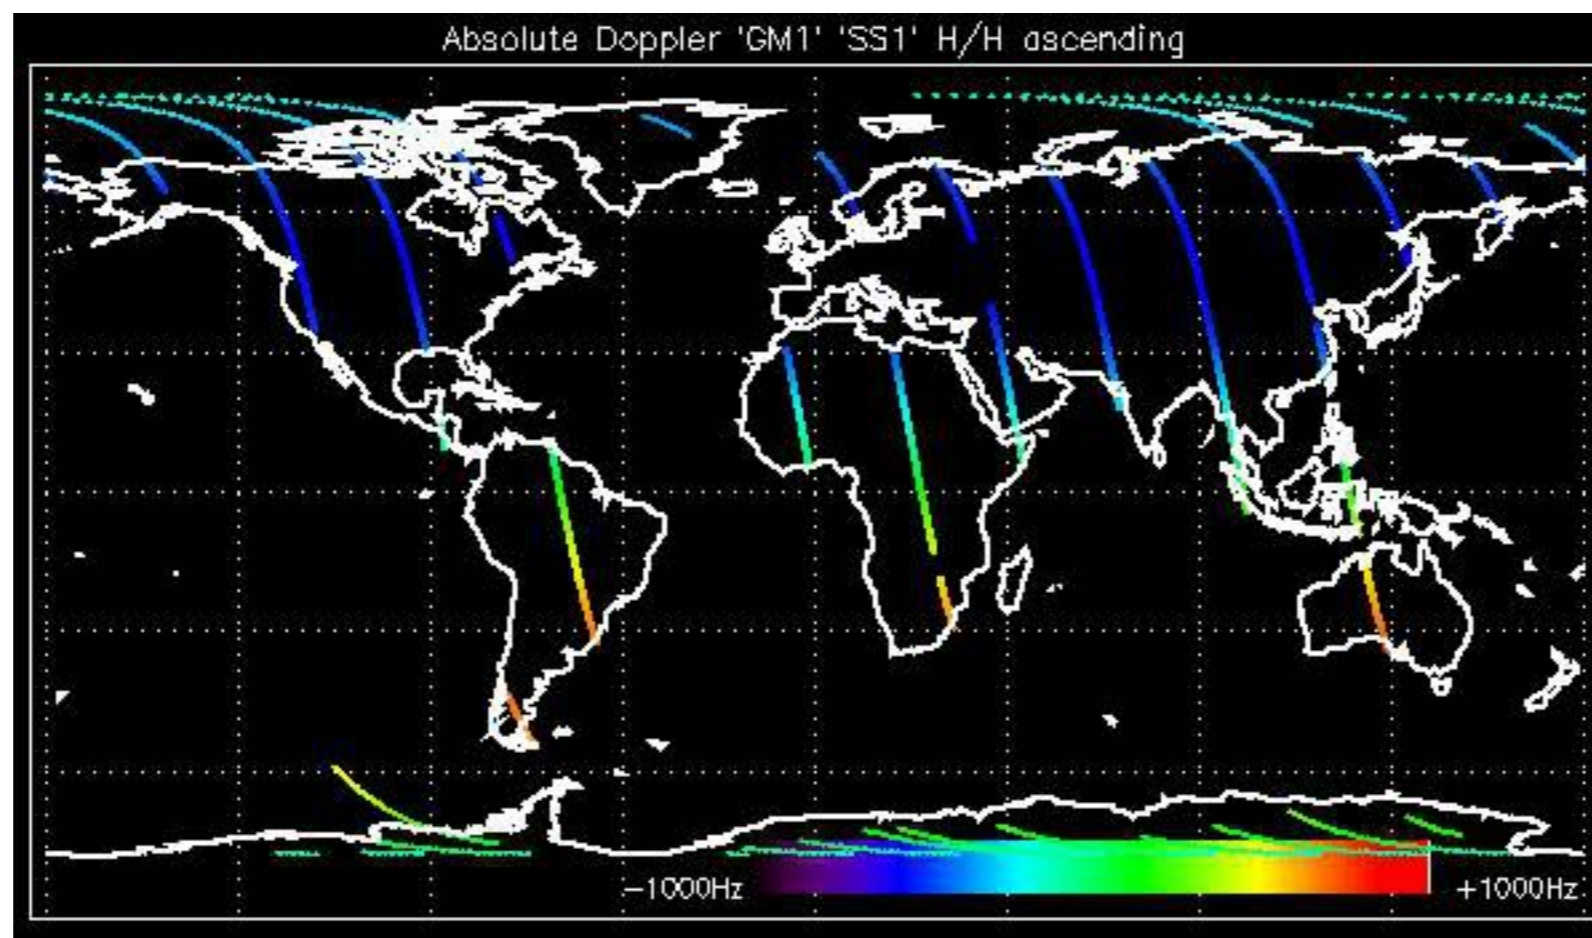 Absolute Doppler 'GM1' 'SS1' H/H ascending
−1000Hz
+1000Hz